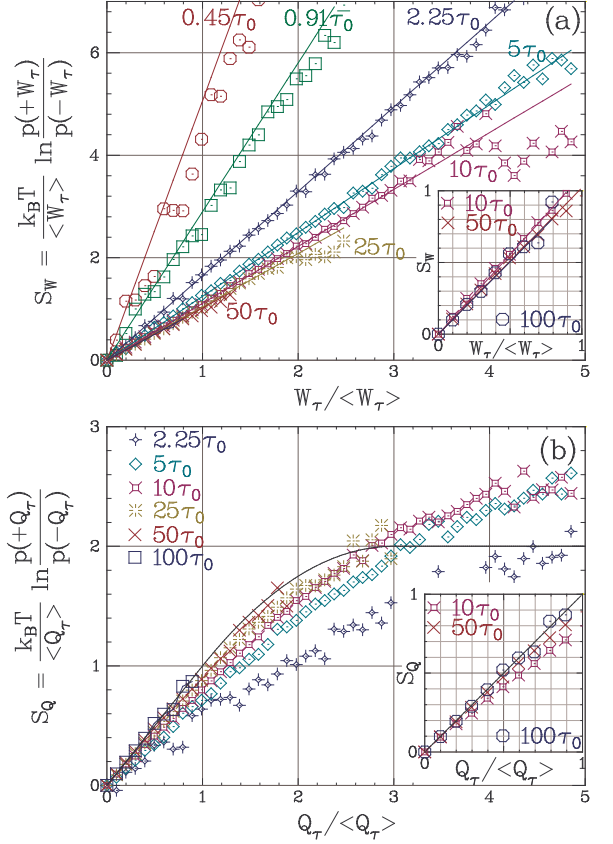 (a)
0.45τ₀
0.91τ₀
2.25τ₀
5τ₀
10τ₀
25τ₀
50τ₀
S_W = k_BT/<W_τ> ln p(+W_τ)/p(−W_τ)
6
4
2
0
0 1 2 3 4 5
W_τ/<W_τ>
1
S_W
10τ₀
50τ₀
100τ₀
0
0 W_τ/<W_τ> 1
(b)
2.25τ₀
5τ₀
10τ₀
25τ₀
50τ₀
100τ₀
S_Q = k_BT/<Q_τ> ln p(+Q_τ)/p(−Q_τ)
3
2
1
0
0 1 2 3 4 5
Q_τ/<Q_τ>
1
S_Q
10τ₀
50τ₀
100τ₀
0
0 Q_τ/<Q_τ> 1